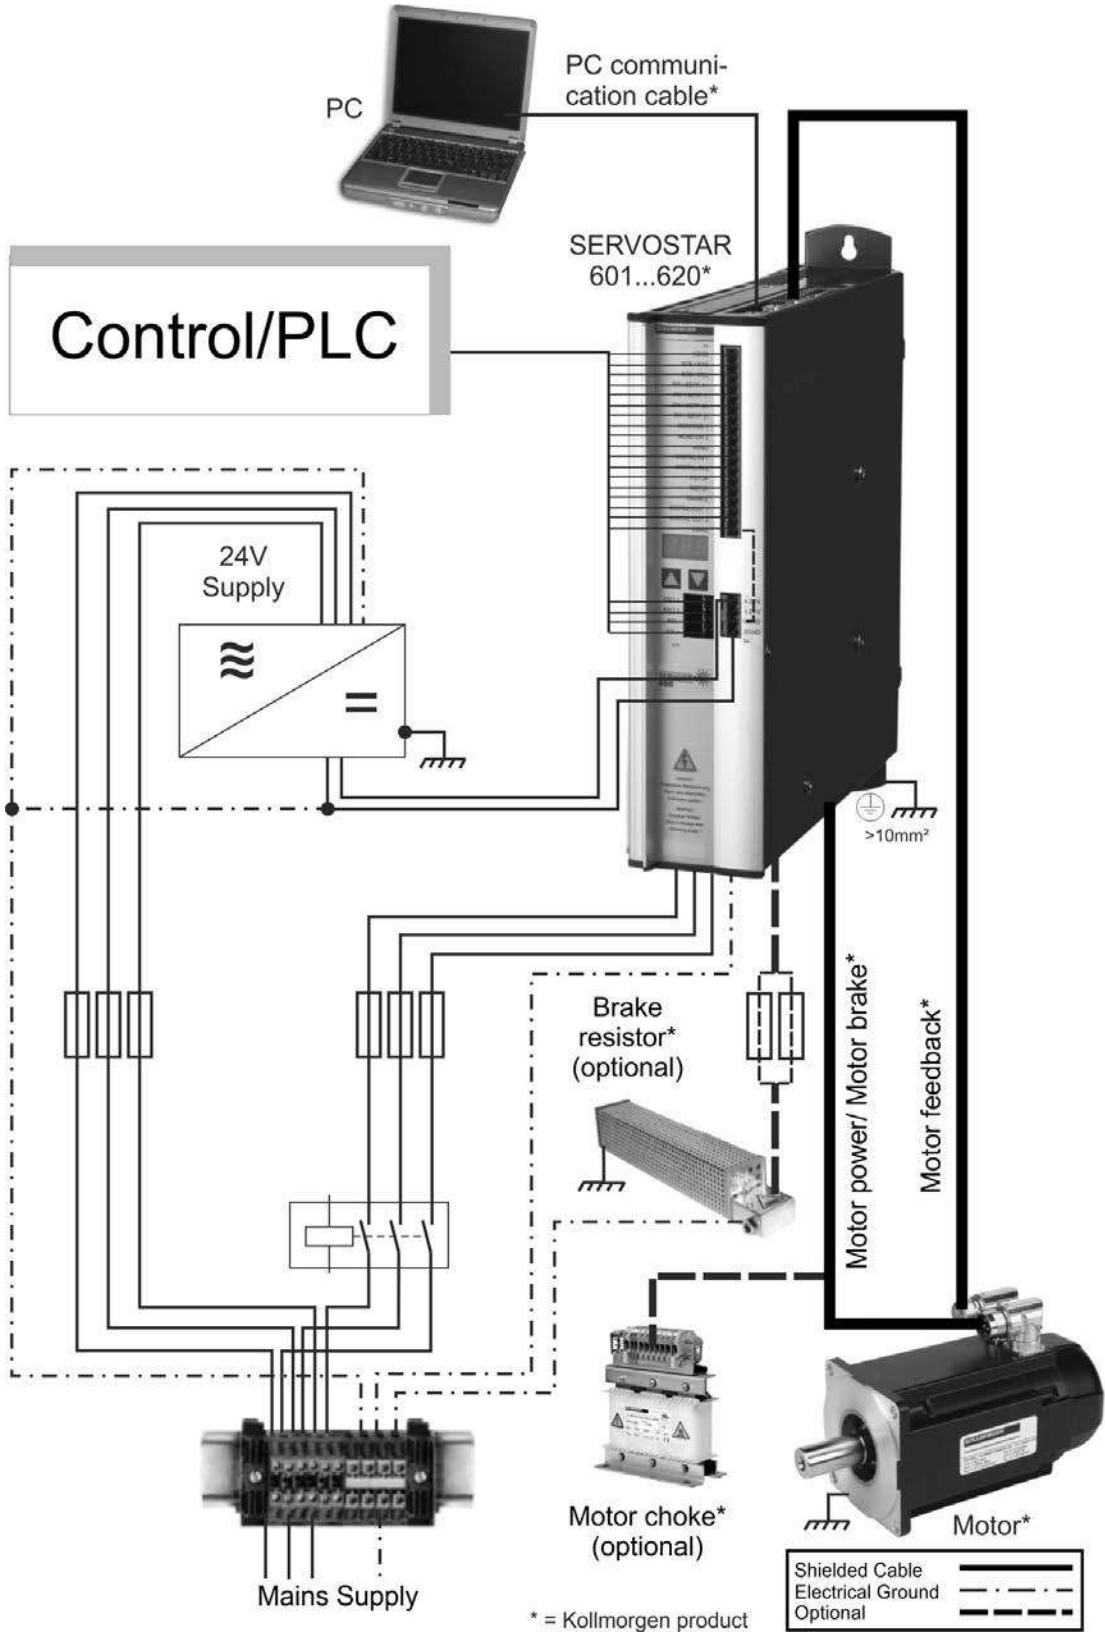 PC
PC communi-
cation cable*
SERVOSTAR
601...620*
Control/PLC
24V
Supply
>10mm²
Brake
resistor*
(optional)
Motor power/ Motor brake*
Motor feedback*
Motor choke*
(optional)
Motor*
Mains Supply
Shielded Cable
Electrical Ground
Optional
* = Kollmorgen product